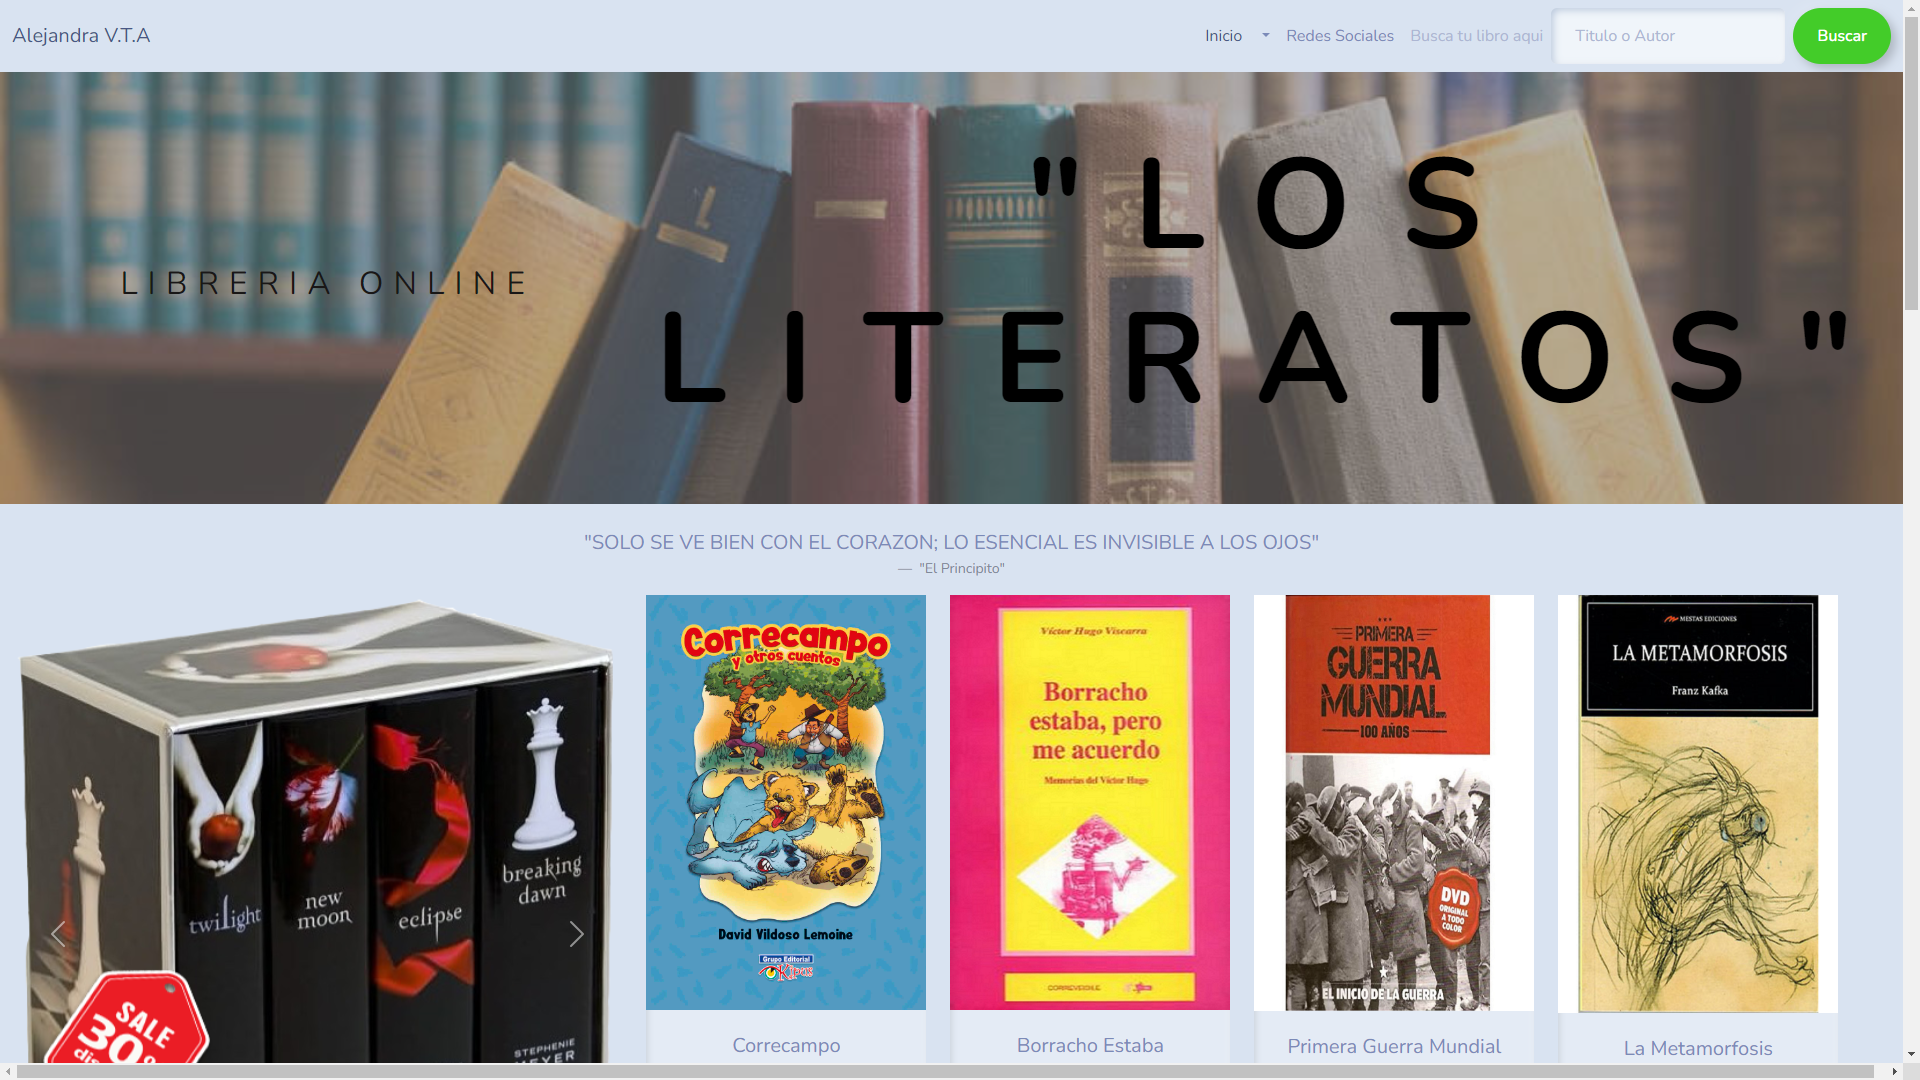 Alejandra V.T.A
Inicio
Redes Sociales
Busca tu libro aqui
Titulo o Autor
Buscar
LIBRERIA ONLINE
"LOS
LITERATOS"
"SOLO SE VE BIEN CON EL CORAZON; LO ESENCIAL ES INVISIBLE A LOS OJOS"
— "El Principito"
twilight
new
moon
eclipse
breaking
dawn
SALE
30%
STEPHENIE
MEYER
Correcampo
y otros cuentos
David Vildoso Lemoine
Grupo Editorial
Kipus
Correcampo
Víctor Hugo Viscarra
Borracho
estaba, pero
me acuerdo
Memorias del Víctor Hugo
CORREVEIDILE
Borracho Estaba
PRIMERA
GUERRA
MUNDIAL
100 AÑOS
DVD
ORIGINAL
A TODO
COLOR
EL INICIO DE LA GUERRA
Primera Guerra Mundial
MESTAS EDICIONES
LA METAMORFOSIS
Franz Kafka
La Metamorfosis